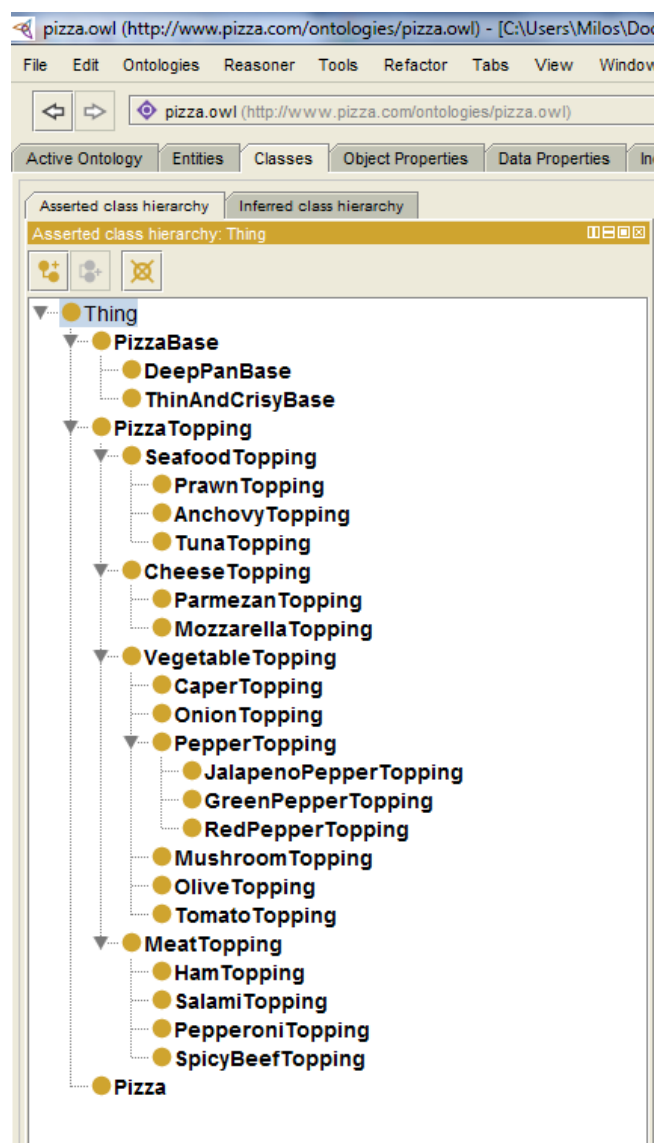 pizza.owl (http://www.pizza.com/ontologies/pizza.owl) - [C:\Users\Milos\Doc
File Edit Ontologies Reasoner Tools Refactor Tabs View Window
pizza.owl (http://www.pizza.com/ontologies/pizza.owl)
Active Ontology Entities Classes Object Properties Data Properties In
Asserted class hierarchy Inferred class hierarchy
Asserted class hierarchy: Thing
Thing
PizzaBase
DeepPanBase
ThinAndCrisyBase
PizzaTopping
SeafoodTopping
PrawnTopping
AnchovyTopping
TunaTopping
CheeseTopping
ParmezanTopping
MozzarellaTopping
VegetableTopping
CaperTopping
OnionTopping
PepperTopping
JalapenoPepperTopping
GreenPepperTopping
RedPepperTopping
MushroomTopping
OliveTopping
TomatoTopping
MeatTopping
HamTopping
SalamiTopping
PepperoniTopping
SpicyBeefTopping
Pizza